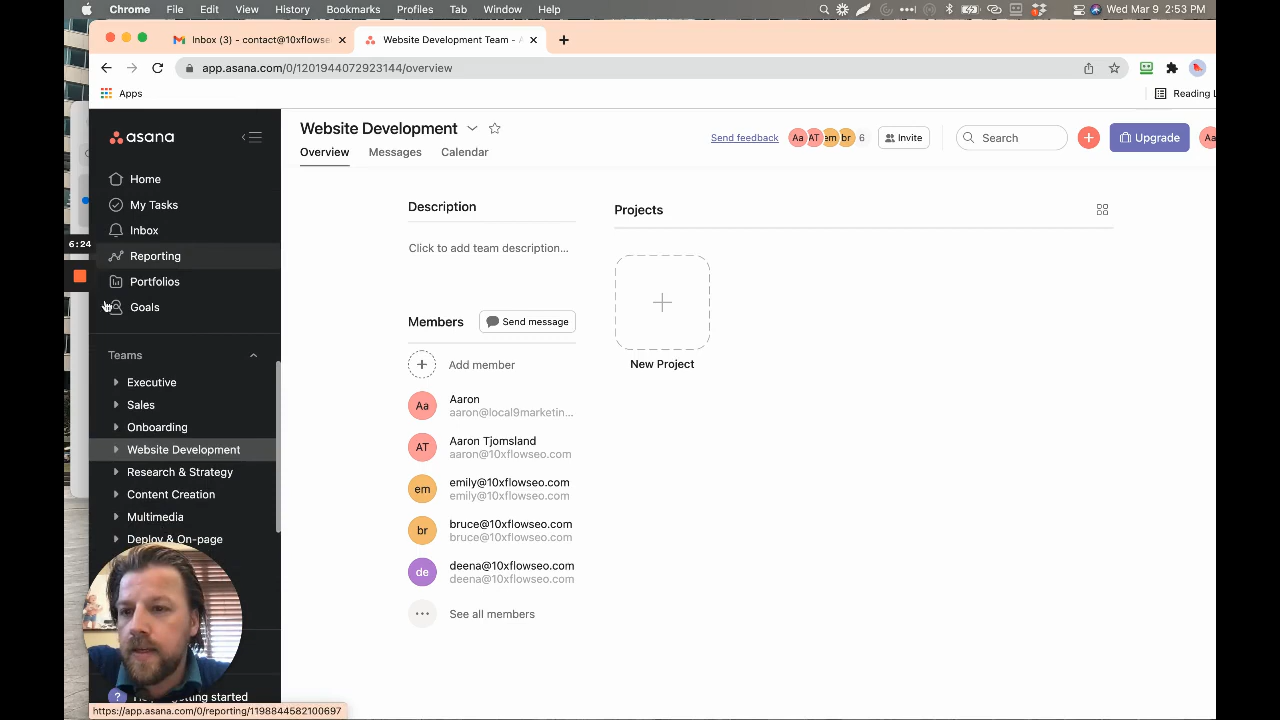 Chrome File Edit View History Bookmarks Profiles Tab Window Help Wed Mar 9 2:53 PM
Inbox (3) - contact@10xflowse
Website Development Team -
app.asana.com/0/1201944072923144/overview
Apps
Reading L
asana
Home
My Tasks
Inbox
6:24
Reporting
Portfolios
Goals
Teams
Executive
Sales
Onboarding
Website Development
Research & Strategy
Content Creation
Multimedia
Deploy & On-page
getting started
https://app.asana.com/0/reporting/1198844582100697
Website Development
Send feedback
Aa AT em br 6
Invite
Search
Upgrade
Aa
Overview Messages Calendar
Description
Click to add team description...
Projects
New Project
Members
Send message
Add member
Aa
Aaron
aaron@local9marketin...
AT
Aaron Tjomsland
aaron@10xflowseo.com
em
emily@10xflowseo.com
emily@10xflowseo.com
br
bruce@10xflowseo.com
bruce@10xflowseo.com
de
deena@10xflowseo.com
deena@10xflowseo.com
See all members